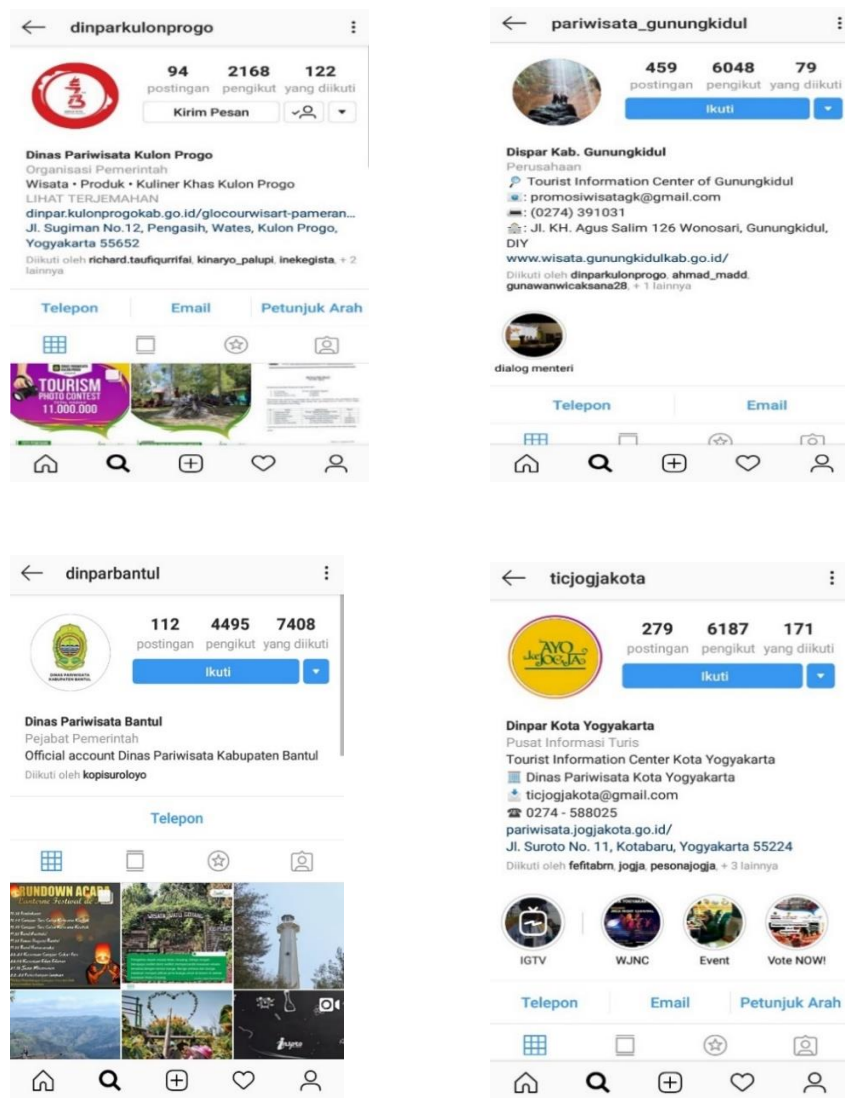 dinparkulonprogo
94 2168 122
postingan pengikut yang diikuti
Kirim Pesan
Dinas Pariwisata Kulon Progo
Organisasi Pemerintah
Wisata • Produk • Kuliner Khas Kulon Progo
LIHAT TERJEMAHAN
dinpar.kulonprogokab.go.id/glocourwisart-pameran...
Jl. Sugiman No.12, Pengasih, Wates, Kulon Progo,
Yogyakarta 55652
Diikuti oleh richard.taufiqurrifai, kinaryo_palupi, inekegista, + 2
lainnya
Telepon Email Petunjuk Arah
TOURISM
PHOTO CONTEST
11.000.000
pariwisata_gunungkidul
459 6048 79
postingan pengikut yang diikuti
Ikuti
Dispar Kab. Gunungkidul
Perusahaan
Tourist Information Center of Gunungkidul
: promosiwisatagk@gmail.com
: (0274) 391031
: Jl. KH. Agus Salim 126 Wonosari, Gunungkidul,
DIY
www.wisata.gunungkidulkab.go.id/
Diikuti oleh dinparkulonprogo, ahmad_madd,
gunawanwicaksana28, + 1 lainnya
dialog menteri
Telepon Email
dinparbantul
112 4495 7408
postingan pengikut yang diikuti
Ikuti
DINAS PARIWISATA
KABUPATEN BANTUL
Dinas Pariwisata Bantul
Pejabat Pemerintah
Official account Dinas Pariwisata Kabupaten Bantul
Diikuti oleh kopisuroloyo
Telepon
RUNDOWN ACARA
Inspro
ticjogjakota
279 6187 171
postingan pengikut yang diikuti
Ikuti
AYO
ke JOGJA
Dinpar Kota Yogyakarta
Pusat Informasi Turis
Tourist Information Center Kota Yogyakarta
Dinas Pariwisata Kota Yogyakarta
ticjogjakota@gmail.com
0274 - 588025
pariwisata.jogjakota.go.id/
Jl. Suroto No. 11, Kotabaru, Yogyakarta 55224
Diikuti oleh fefitabrn, jogja, pesonajogja, + 3 lainnya
IGTV WJNC Event Vote NOW!
Telepon Email Petunjuk Arah